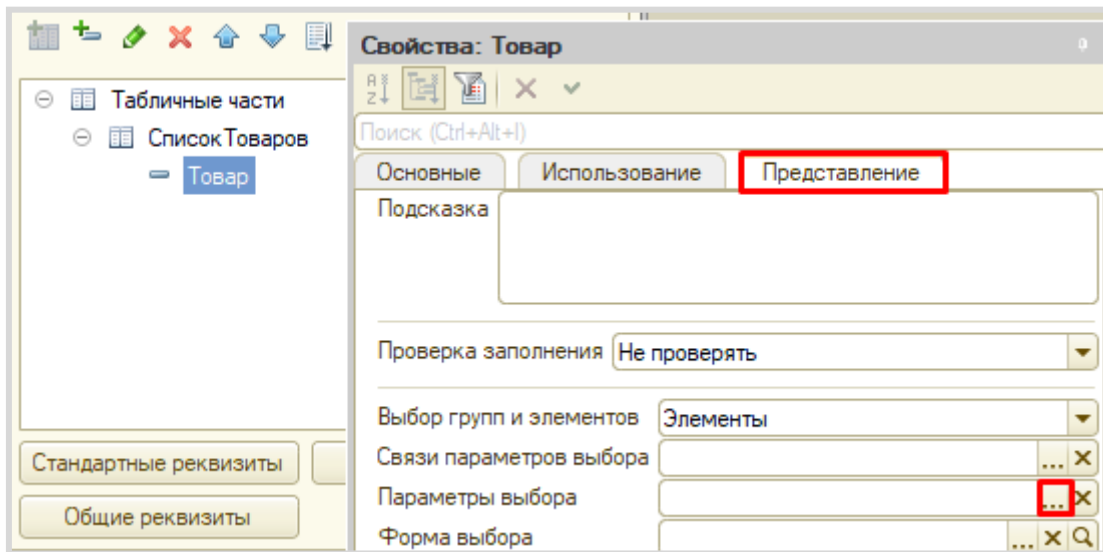 Свойства: Товар
Поиск (Ctrl+Alt+I)
Табличные части
СписокТоваров
Товар
Основные
Использование
Представление
Подсказка
Проверка заполнения Не проверять
Выбор групп и элементов Элементы
Связи параметров выбора ...
Параметры выбора ...
Форма выбора ...
Стандартные реквизиты
Общие реквизиты